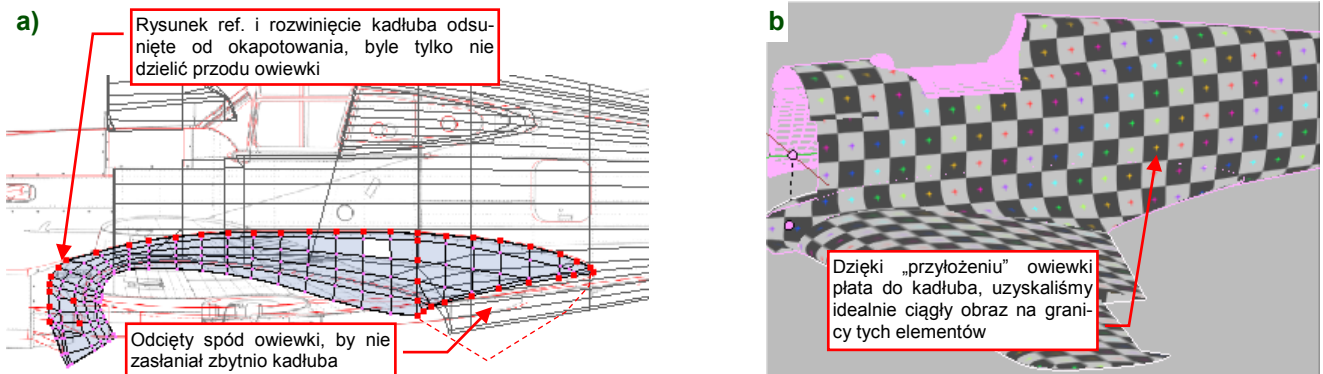 a)
Rysunek ref. i rozwinięcie kadłuba odsu-
nięte od okapotowania, byle tylko nie
dzielić przodu owiewki
Odcięty spód owiewki, by nie
zasłaniał zbytnio kadłuba
b
Dzięki „przyłożeniu” owiewki
płata do kadłuba, uzyskaliśmy
idealnie ciągły obraz na grani-
cy tych elementów